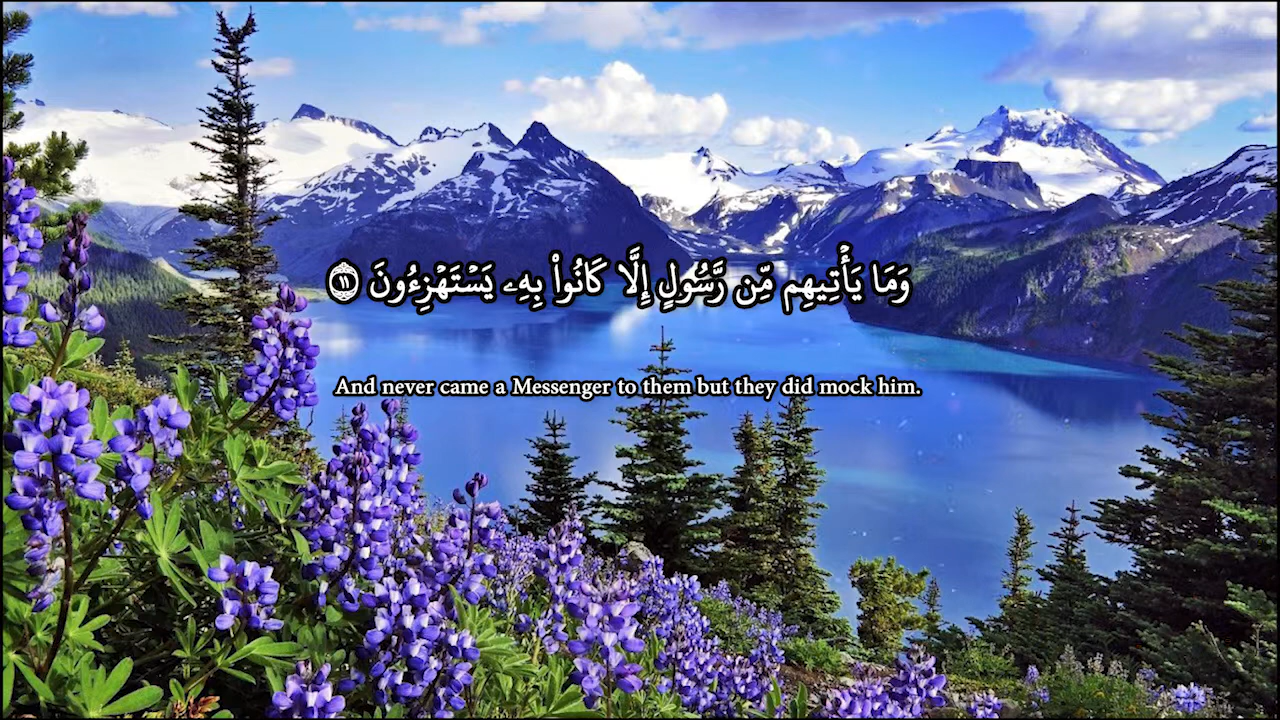 وَمَا يَأۡتِيهِم مِّن رَّسُولٍ إِلَّا كَانُواْ بِهِۦ يَسۡتَهۡزِءُونَ ١١
And never came a Messenger to them but they did mock him.